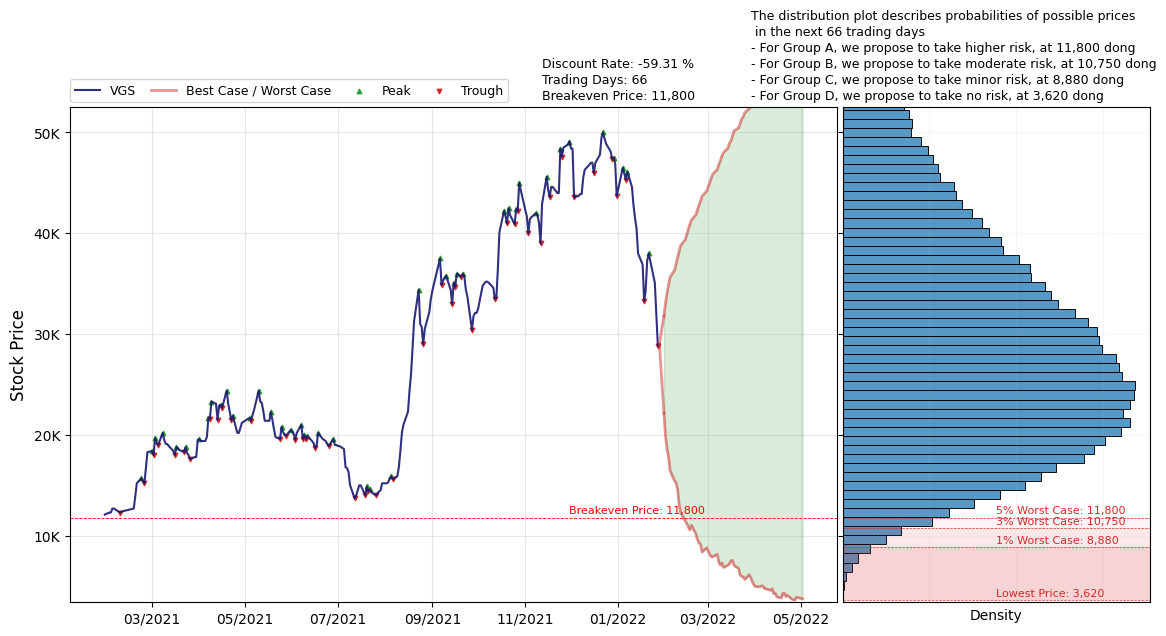 The distribution plot describes probabilities of possible prices
in the next 66 trading days
- For Group A, we propose to take higher risk, at 11,800 dong
- For Group B, we propose to take moderate risk, at 10,750 dong
- For Group C, we propose to take minor risk, at 8,880 dong
- For Group D, we propose to take no risk, at 3,620 dong
Discount Rate: -59.31 %
Trading Days: 66
Breakeven Price: 11,800
VGS
Best Case / Worst Case
Peak
Trough
Stock Price
50K
40K
30K
20K
10K
Breakeven Price: 11,800
03/2021
05/2021
07/2021
09/2021
11/2021
01/2022
03/2022
05/2022
5% Worst Case: 11,800
3% Worst Case: 10,750
1% Worst Case: 8,880
Lowest Price: 3,620
Density